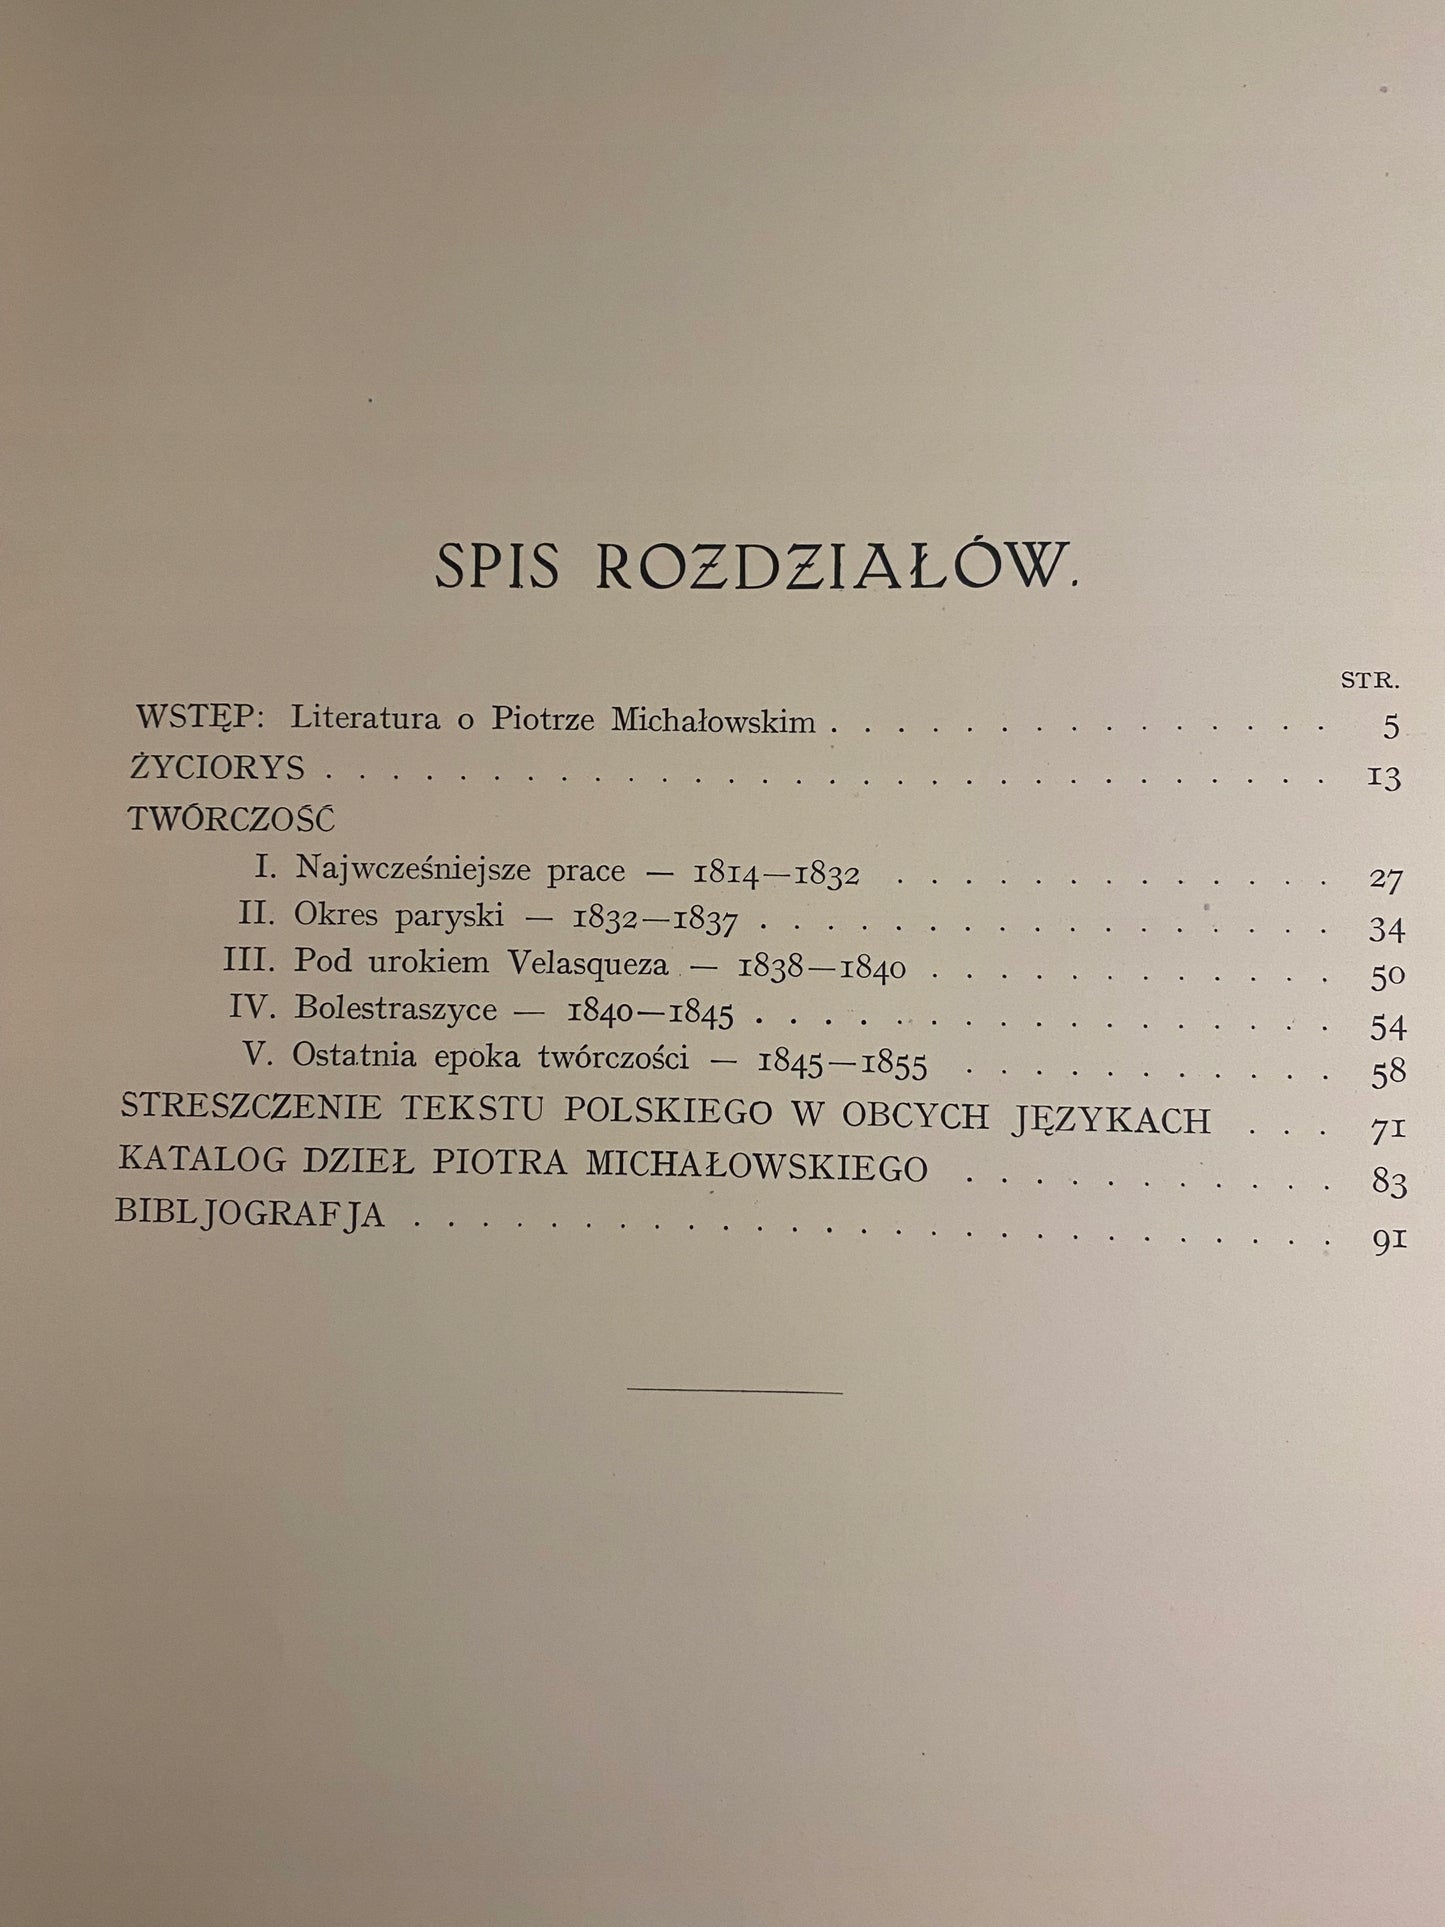 SPIS ROZDZIAŁÓW.
STR.
WSTĘP: Literatura o Piotrze Michałowskim . . . . . . . . . . . . . . . 5
ŻYCIORYS . . . . . . . . . . . . . . . . . . . . . . . . . . . . . 13
TWÓRCZOŚĆ
I. Najwcześniejsze prace — 1814—1832 . . . . . . . . . . . . . 27
II. Okres paryski — 1832—1837 . . . . . . . . . . . . . . . . . 34
III. Pod urokiem Velasqueza — 1838—1840 . . . . . . . . . . . . 50
IV. Bolestraszyce — 1840—1845 . . . . . . . . . . . . . . . . . 54
V. Ostatnia epoka twórczości — 1845—1855 . . . . . . . . . . . 58
STRESZCZENIE TEKSTU POLSKIEGO W OBCYCH JĘZYKACH . . . 71
KATALOG DZIEŁ PIOTRA MICHAŁOWSKIEGO . . . . . . . . . . . 83
BIBLJOGRAFJA . . . . . . . . . . . . . . . . . . . . . . . . . . . 91